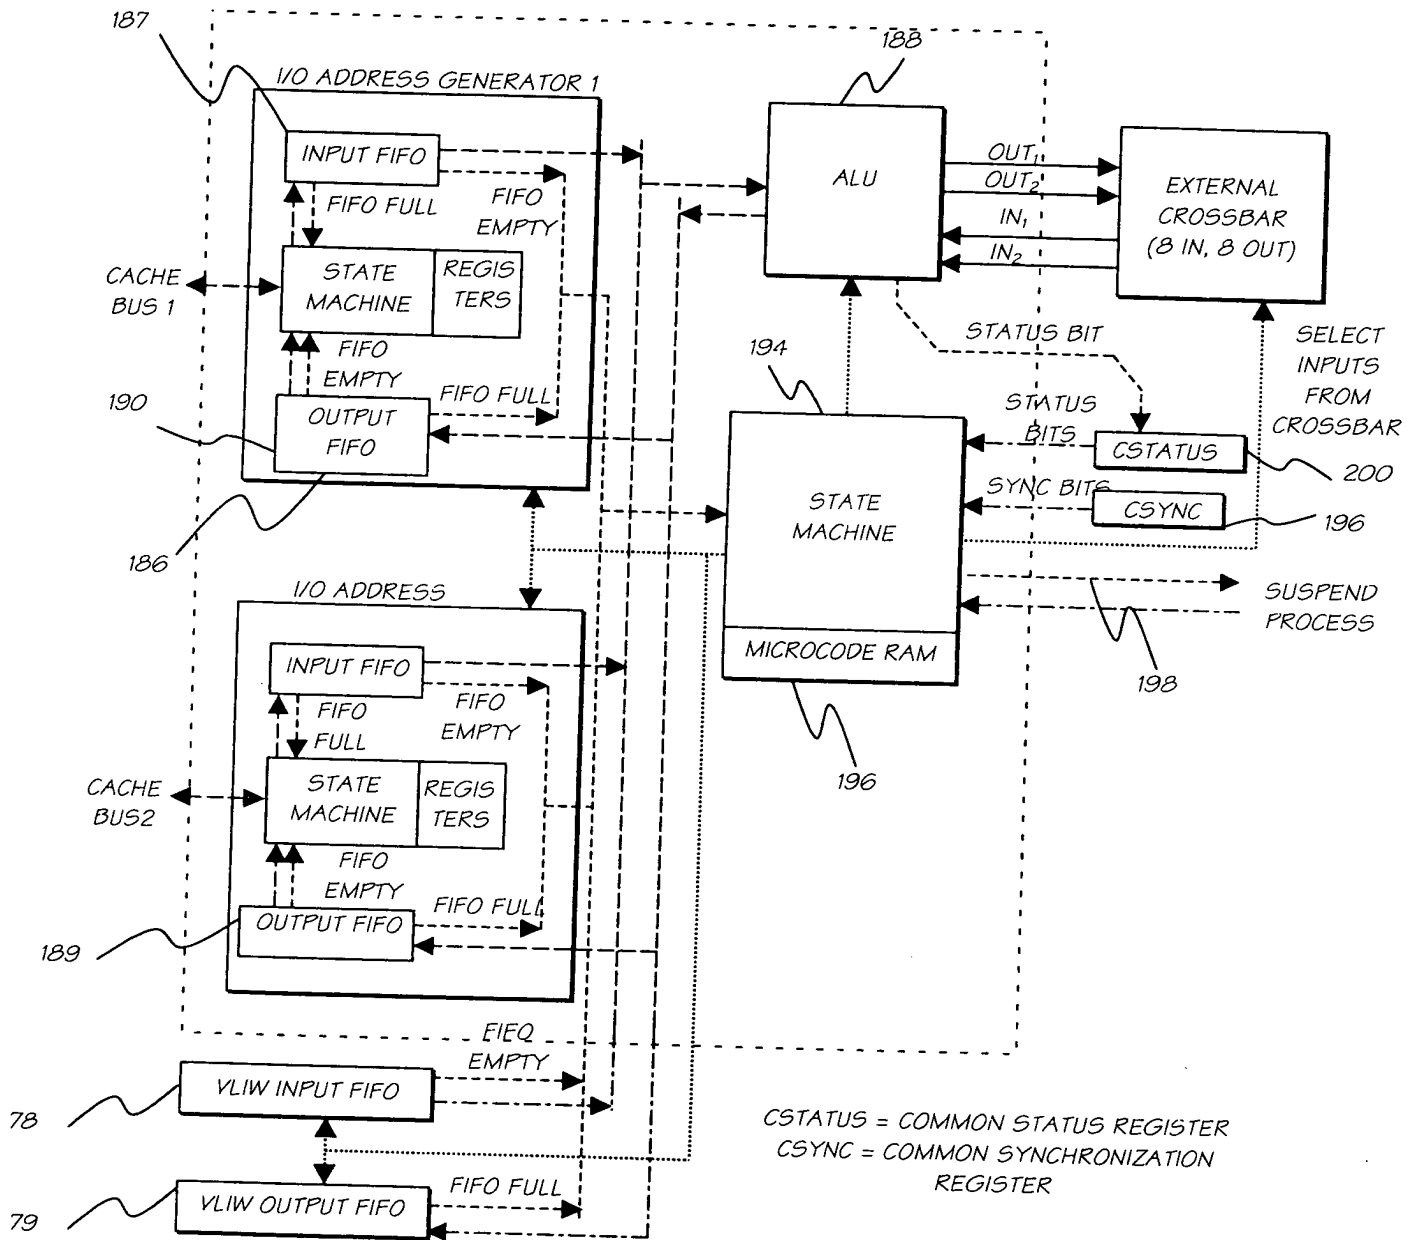 187
188
I/O ADDRESS GENERATOR 1
INPUT FIFO
FIFO FULL
FIFO
EMPTY
STATE
MACHINE
REGIS
TERS
CACHE
BUS 1
FIFO
EMPTY
FIFO FULL
OUTPUT
FIFO
190
186
ALU
OUT1
OUT2
IN1
IN2
EXTERNAL
CROSSBAR
(8 IN, 8 OUT)
STATUS BIT
SELECT
INPUTS
FROM
CROSSBAR
194
STATUS
BITS
CSTATUS
200
SYNC BITS
CSYNC
196
STATE
MACHINE
SUSPEND
PROCESS
198
MICROCODE RAM
196
I/O ADDRESS
INPUT FIFO
FIFO
FULL
FIFO
EMPTY
STATE
MACHINE
REGIS
TERS
CACHE
BUS2
FIFO
EMPTY
FIFO FULL
OUTPUT FIFO
189
FIFO
EMPTY
VLIW INPUT FIFO
78
FIFO FULL
VLIW OUTPUT FIFO
79
CSTATUS = COMMON STATUS REGISTER
CSYNC = COMMON SYNCHRONIZATION
REGISTER